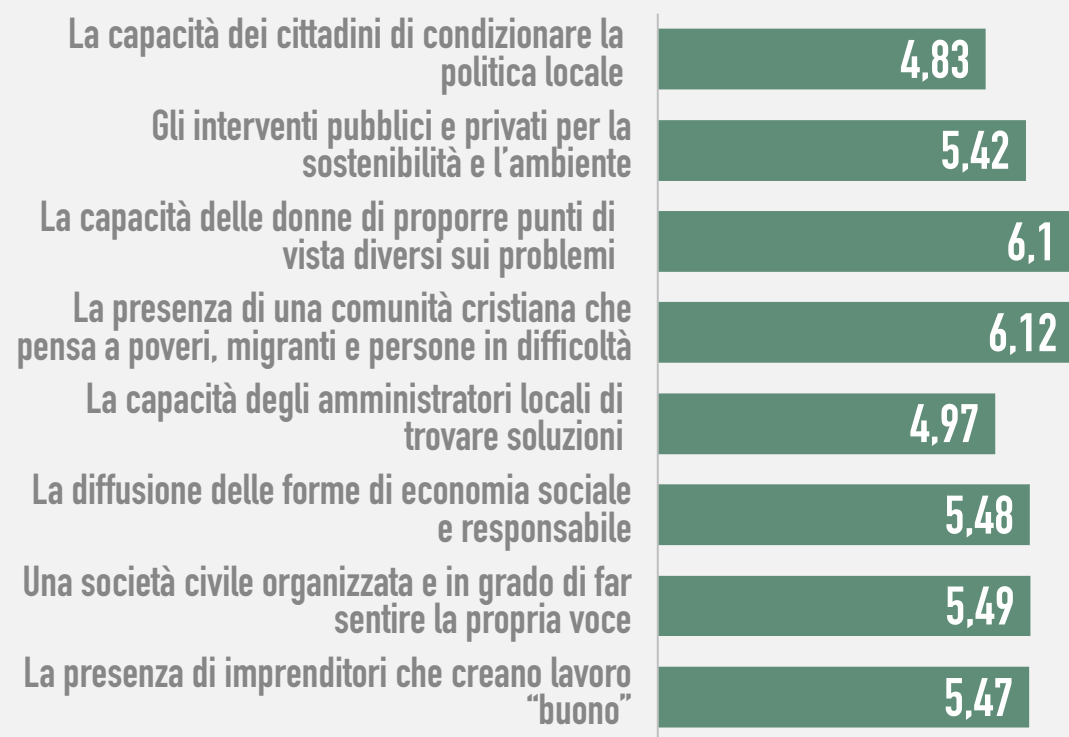 La capacità dei cittadini di condizionare la
politica locale
4,83
Gli interventi pubblici e privati per la
sostenibilità e l’ambiente
5,42
La capacità delle donne di proporre punti di
vista diversi sui problemi
6,1
La presenza di una comunità cristiana che
pensa a poveri, migranti e persone in difficoltà
6,12
La capacità degli amministratori locali di
trovare soluzioni
4,97
La diffusione delle forme di economia sociale
e responsabile
5,48
Una società civile organizzata e in grado di far
sentire la propria voce
5,49
La presenza di imprenditori che creano lavoro
“buono”
5,47